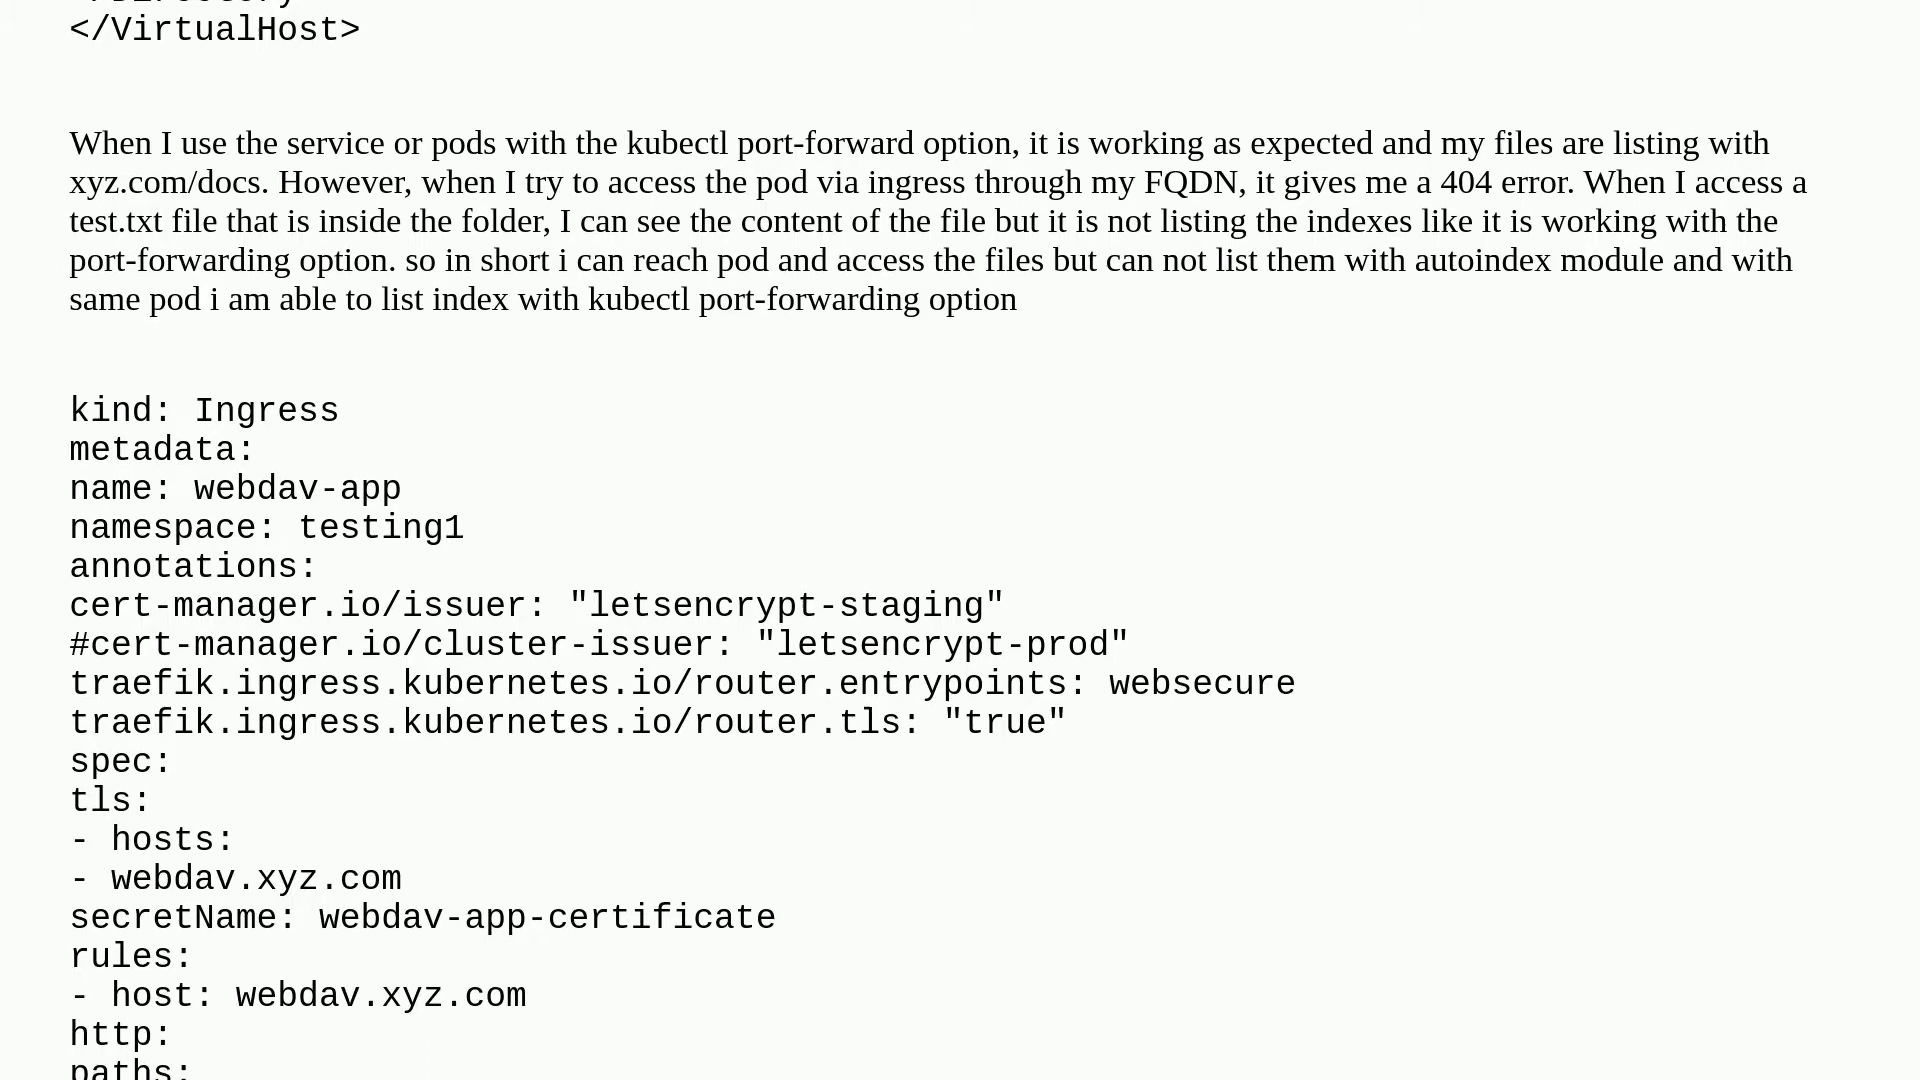 </VirtualHost>
When I use the service or pods with the kubectl port-forward option, it is working as expected and my files are listing with
xyz.com/docs. However, when I try to access the pod via ingress through my FQDN, it gives me a 404 error. When I access a
test.txt file that is inside the folder, I can see the content of the file but it is not listing the indexes like it is working with the
port-forwarding option. so in short i can reach pod and access the files but can not list them with autoindex module and with
same pod i am able to list index with kubectl port-forwarding option
kind: Ingress
metadata:
name: webdav-app
namespace: testing1
annotations:
cert-manager.io/issuer: "letsencrypt-staging"
#cert-manager.io/cluster-issuer: "letsencrypt-prod"
traefik.ingress.kubernetes.io/router.entrypoints: websecure
traefik.ingress.kubernetes.io/router.tls: "true"
spec:
tls:
- hosts:
- webdav.xyz.com
secretName: webdav-app-certificate
rules:
- host: webdav.xyz.com
http:
paths: